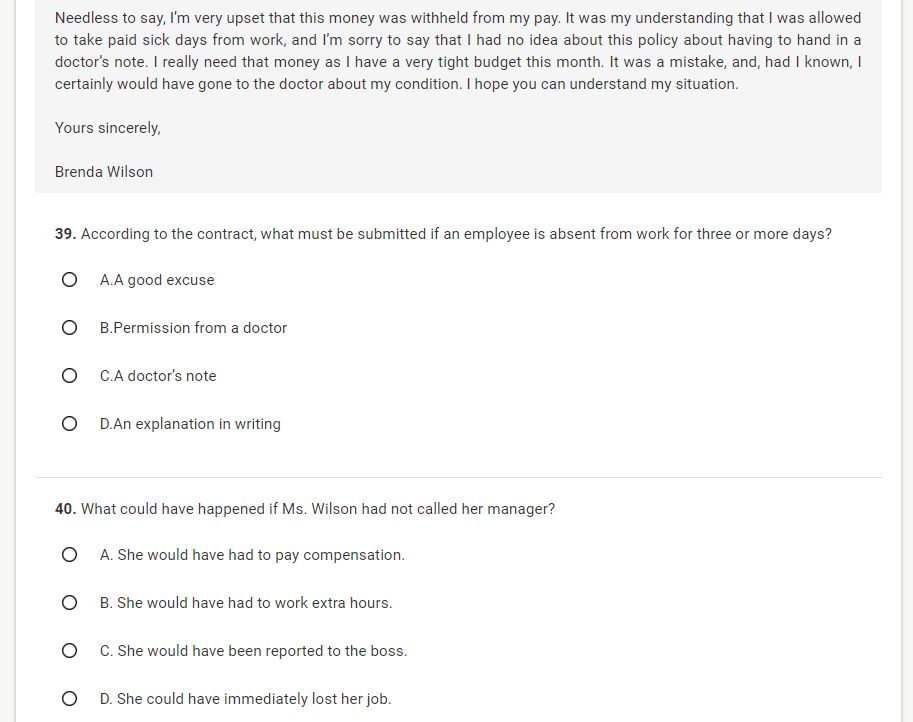 Needless to say, I'm very upset that this money was withheld from my pay. It was my understanding that I was allowed
to take paid sick days from work, and I'm sorry to say that I had no idea about this policy about having to hand in a
doctor's note. I really need that money as I have a very tight budget this month. It was a mistake, and, had I known, I
certainly would have gone to the doctor about my condition. I hope you can understand my situation.
Yours sincerely,
Brenda Wilson
39. According to the contract, what must be submitted if an employee is absent from work for three or more days?
A.A good excuse
B.Permission from a doctor
C.A doctor's note
D.An explanation in writing
40. What could have happened if Ms. Wilson had not called her manager?
A. She would have had to pay compensation.
B. She would have had to work extra hours.
C. She would have been reported to the boss.
D. She could have immediately lost her job.